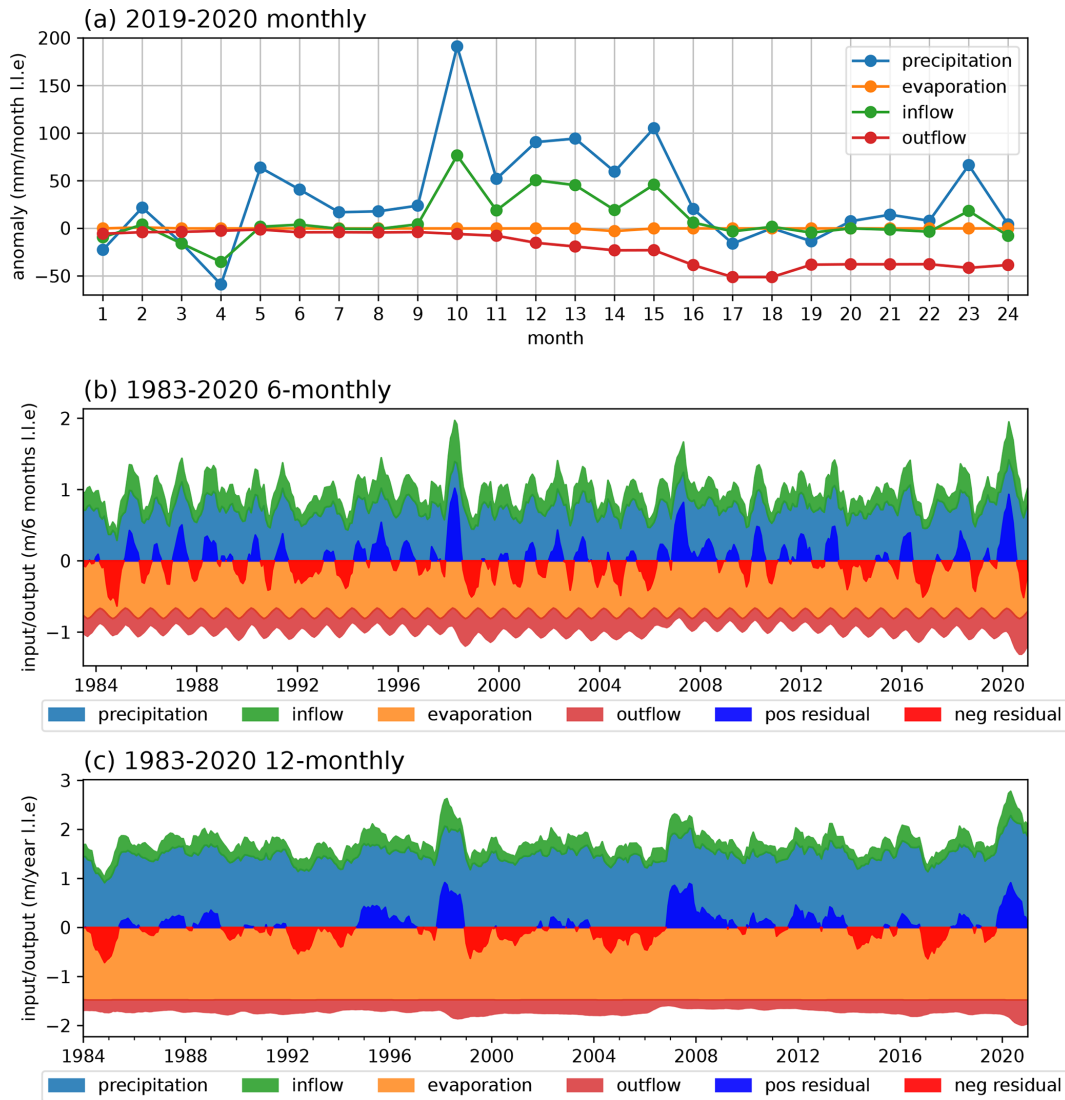 (a) 2019-2020 monthly
anomaly (mm/month l.l.e)
200
150
100
50
0
−50
precipitation
evaporation
inflow
outflow
1 2 3 4 5 6 7 8 9 10 11 12 13 14 15 16 17 18 19 20 21 22 23 24
month
(b) 1983-2020 6-monthly
input/output (m/6 months l.l.e)
2
1
0
−1
1984 1988 1992 1996 2000 2004 2008 2012 2016 2020
precipitation inflow evaporation outflow pos residual neg residual
(c) 1983-2020 12-monthly
input/output (m/year l.l.e)
3
2
1
0
−1
−2
1984 1988 1992 1996 2000 2004 2008 2012 2016 2020
precipitation inflow evaporation outflow pos residual neg residual